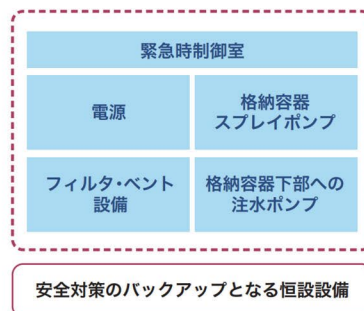 緊急時制御室
電源
格納容器
スプレイポンプ
フィルタ・ベント
設備
格納容器下部への
注水ポンプ
安全対策のバックアップとなる恒設設備